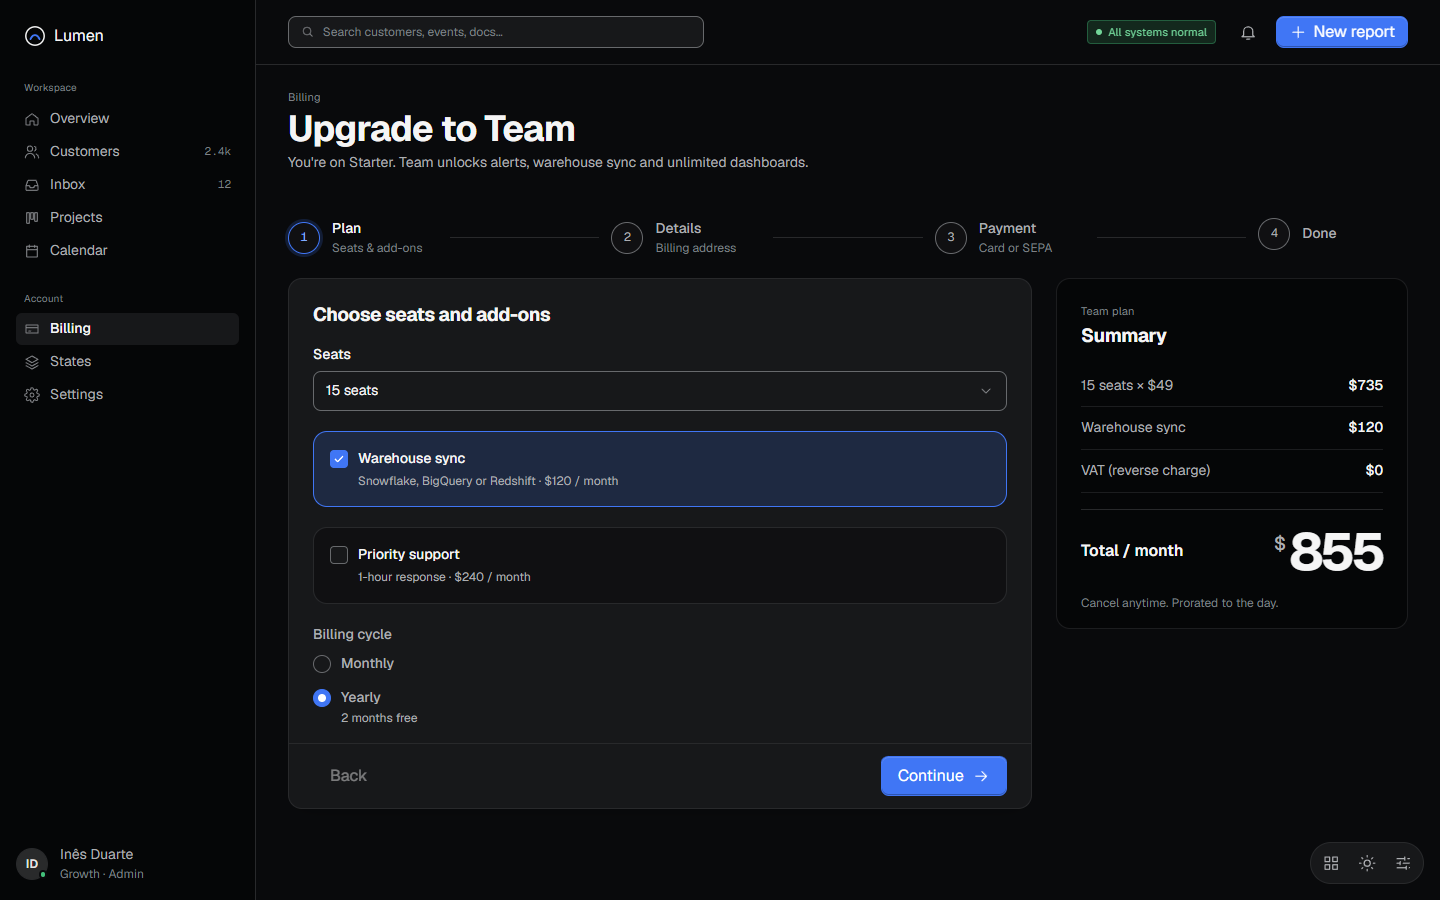 Lumen
Search customers, events, docs…
All systems normal
New report
Workspace
Overview
Customers 2.4k
Inbox 12
Projects
Calendar
Account
Billing
States
Settings
ID
Inês Duarte
Growth · Admin
Billing
Upgrade to Team
You're on Starter. Team unlocks alerts, warehouse sync and unlimited dashboards.
1 Plan
Seats & add-ons
2 Details
Billing address
3 Payment
Card or SEPA
4 Done
Choose seats and add-ons
Seats
15 seats
Warehouse sync
Snowflake, BigQuery or Redshift · $120 / month
Priority support
1-hour response · $240 / month
Billing cycle
Monthly
Yearly
2 months free
Back
Continue
Team plan
Summary
15 seats × $49 $735
Warehouse sync $120
VAT (reverse charge) $0
Total / month $855
Cancel anytime. Prorated to the day.